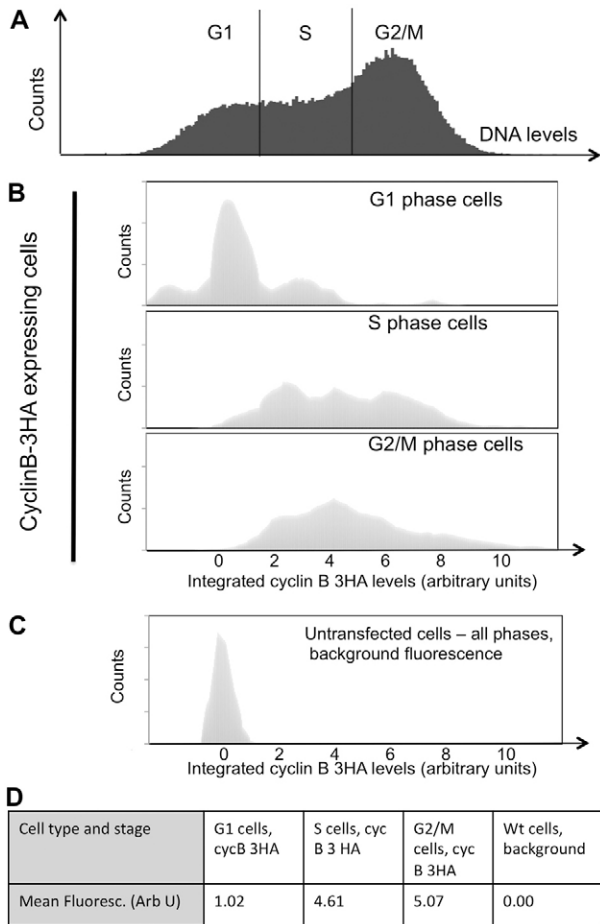 A
G1 S G2/M
Counts
DNA levels
B
CyclinB-3HA expressing cells
G1 phase cells
Counts
S phase cells
Counts
G2/M phase cells
Counts
0 2 4 6 8 10
Integrated cyclin B 3HA levels (arbitrary units)
C
Untransfected cells – all phases,
background fluorescence
Counts
0 2 4 6 8 10
Integrated cyclin B 3HA levels (arbitrary units)
D
Cell type and stage
G1 cells,
cycB 3HA
S cells, cyc
B 3 HA
G2/M
cells, cyc
B 3HA
Wt cells,
background
Mean Fluoresc. (Arb U) 1.02 4.61 5.07 0.00